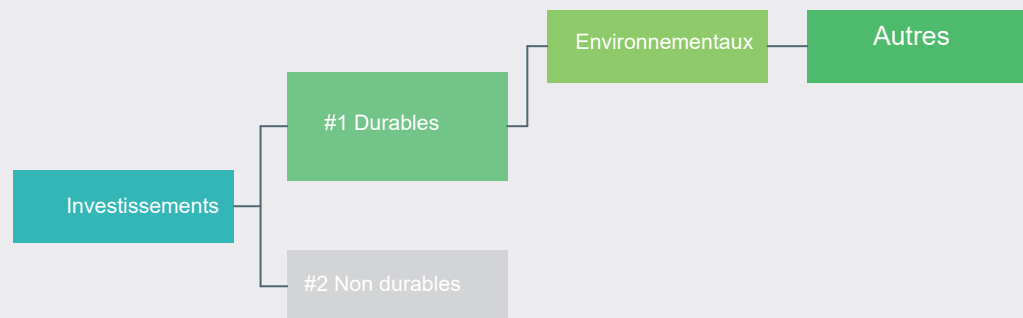 Environnementaux
Autres
#1 Durables
Investissements
#2 Non durables